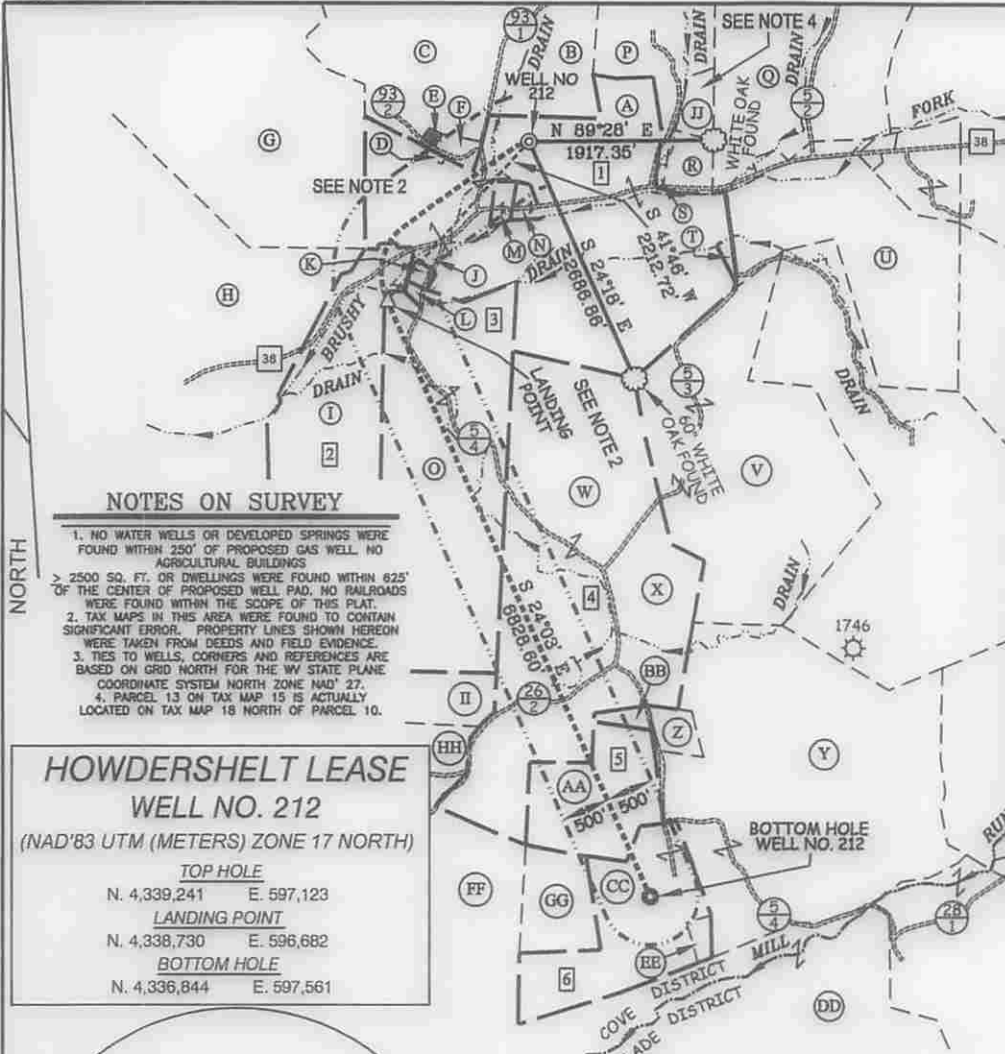 93
1
DRAIN
C
B
P
DRAIN
SEE NOTE 4
Q
DRAIN
93
2
E
F
WELL NO
212
A
JJ
WHITE OAK
FOUND
5
2
FORK
38
G
D
N 89°28' E
1917.35'
1
R
SEE NOTE 2
S
M
N
S 41°46' W
2212.72'
T
U
K
J
DRAIN
S 24°18' E
2686.86'
H
L
3
BRUSHY
38
DRAIN
LANDING
POINT
SEE NOTE 2
5
3
60" WHITE
OAK FOUND
DRAIN
I
2
O
5
4
W
V
NOTES ON SURVEY
1. NO WATER WELLS OR DEVELOPED SPRINGS WERE
FOUND WITHIN 250' OF PROPOSED GAS WELL. NO
AGRICULTURAL BUILDINGS
≥ 2500 SQ. FT. OR DWELLINGS WERE FOUND WITHIN 625'
OF THE CENTER OF PROPOSED WELL PAD. NO RAILROADS
WERE FOUND WITHIN THE SCOPE OF THIS PLAT.
2. TAX MAPS IN THIS AREA WERE FOUND TO CONTAIN
SIGNIFICANT ERROR. PROPERTY LINES SHOWN HEREON
WERE TAKEN FROM DEEDS AND FIELD EVIDENCE.
3. TIES TO WELLS, CORNERS AND REFERENCES ARE
BASED ON GRID NORTH FOR THE WV STATE PLANE
COORDINATE SYSTEM NORTH ZONE NAD' 27.
4. PARCEL 13 ON TAX MAP 15 IS ACTUALLY
LOCATED ON TAX MAP 18 NORTH OF PARCEL 10.
NORTH
S 24°03' E
6828.60'
4
X
DRAIN
1746
II
26
2
BB
HH
Z
Y
5
AA
500' 500'
HOWDERSHELT LEASE
WELL NO. 212
(NAD'83 UTM (METERS) ZONE 17 NORTH)
TOP HOLE
N. 4,339,241 E. 597,123
LANDING POINT
N. 4,338,730 E. 596,682
BOTTOM HOLE
N. 4,336,844 E. 597,561
BOTTOM HOLE
WELL NO. 212
RUN
FF
GG
CC
5
4
28
1
EE
MILL
6
COVE DISTRICT
ADE DISTRICT
DD